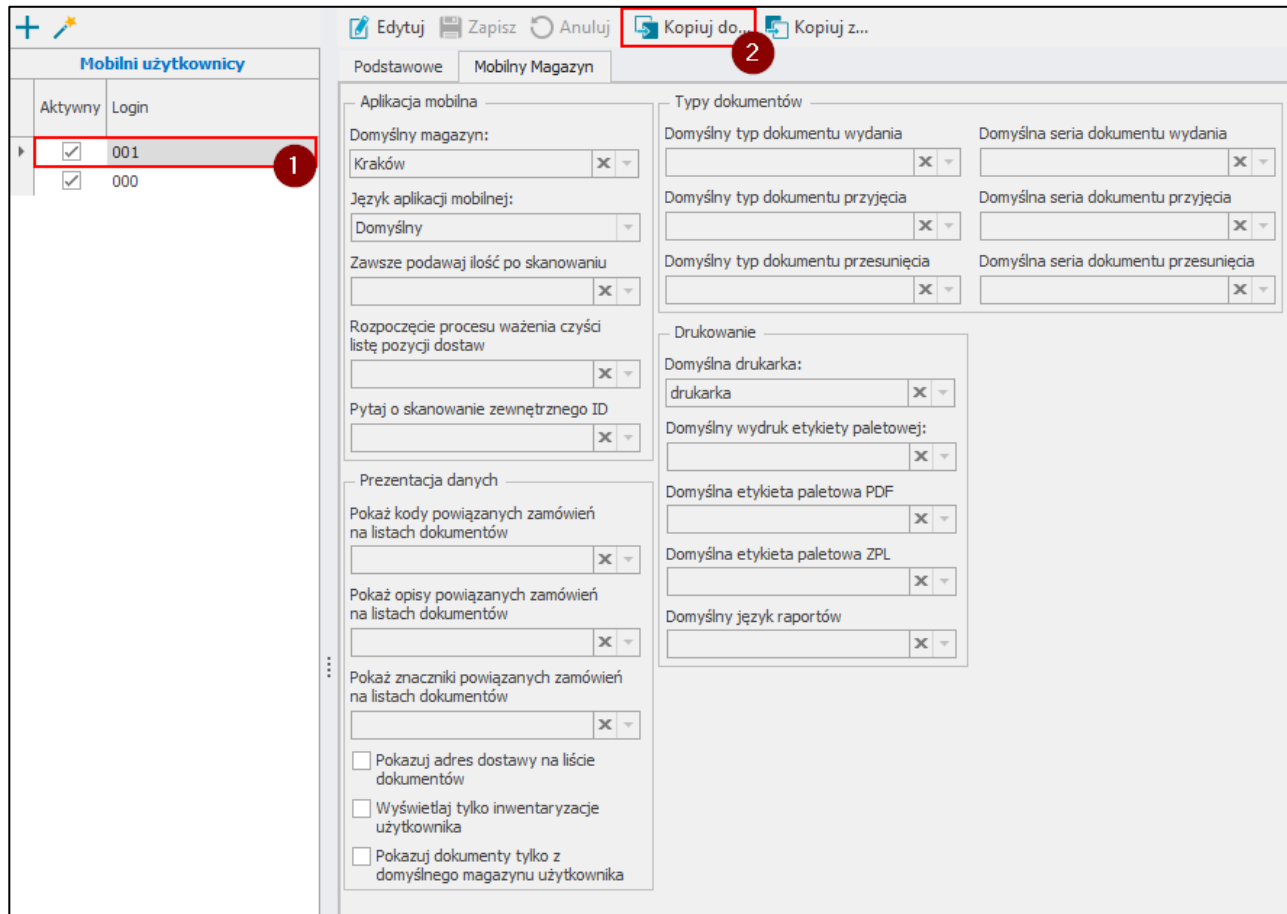 Edytuj Zapisz Anuluj Kopiuj do... Kopiuj z...
2
Mobilni użytkownicy
Aktywny Login
001
1
000
Podstawowe Mobilny Magazyn
Aplikacja mobilna
Domyślny magazyn:
Kraków
Język aplikacji mobilnej:
Domyślny
Zawsze podawaj ilość po skanowaniu
Rozpoczęcie procesu ważenia czyści
listę pozycji dostaw
Pytaj o skanowanie zewnętrznego ID
Prezentacja danych
Pokaż kody powiązanych zamówień
na listach dokumentów
Pokaż opisy powiązanych zamówień
na listach dokumentów
Pokaż znaczniki powiązanych zamówień
na listach dokumentów
Pokazuj adres dostawy na liście
dokumentów
Wyświetlaj tylko inwentaryzacje
użytkownika
Pokazuj dokumenty tylko z
domyślnego magazynu użytkownika
Typy dokumentów
Domyślny typ dokumentu wydania Domyślna seria dokumentu wydania
Domyślny typ dokumentu przyjęcia Domyślna seria dokumentu przyjęcia
Domyślny typ dokumentu przesunięcia Domyślna seria dokumentu przesunięcia
Drukowanie
Domyślna drukarka:
drukarka
Domyślny wydruk etykiety paletowej:
Domyślna etykieta paletowa PDF
Domyślna etykieta paletowa ZPL
Domyślny język raportów